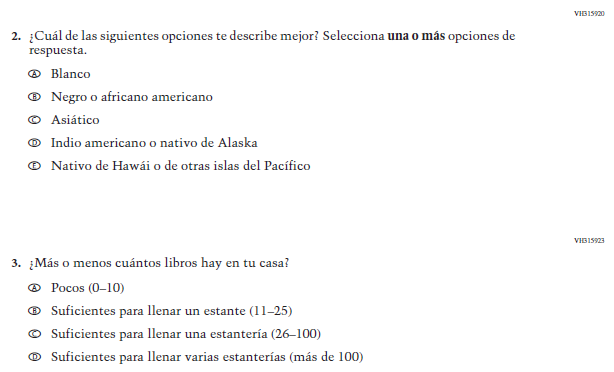 VH315920
2. ¿Cuál de las siguientes opciones te describe mejor? Selecciona una o más opciones de
respuesta.
A Blanco
B Negro o africano americano
C Asiático
D Indio americano o nativo de Alaska
E Nativo de Hawái o de otras islas del Pacífico
VH315923
3. ¿Más o menos cuántos libros hay en tu casa?
A Pocos (0–10)
B Suficientes para llenar un estante (11–25)
C Suficientes para llenar una estantería (26–100)
D Suficientes para llenar varias estanterías (más de 100)